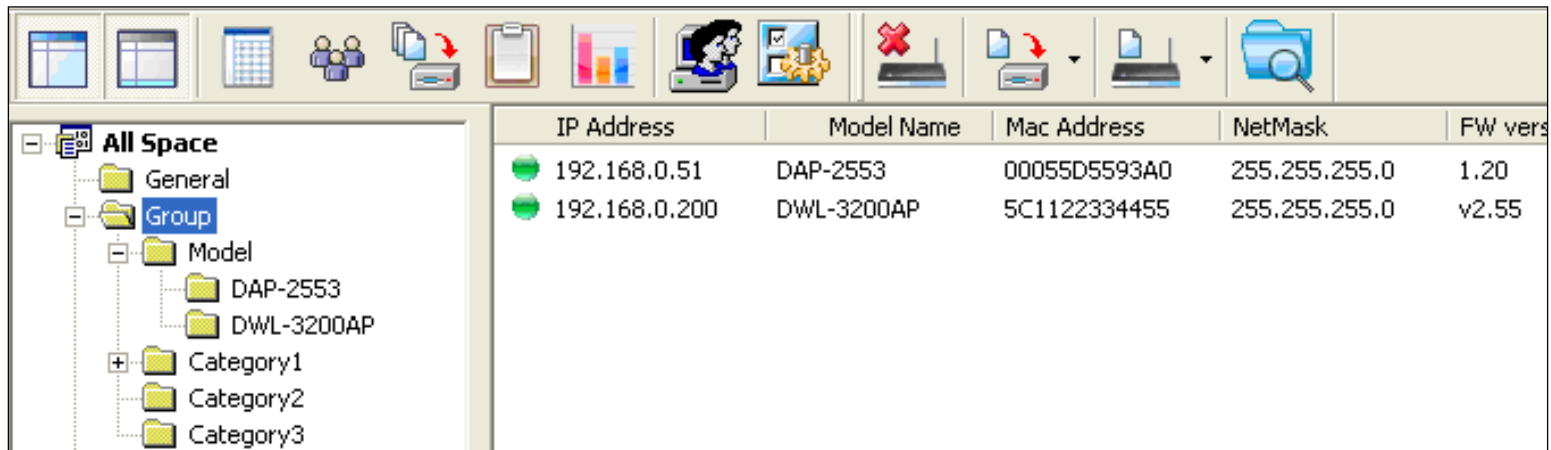 All Space
General
Group
Model
DAP-2553
DWL-3200AP
Category1
Category2
Category3
IP Address Model Name Mac Address NetMask FW vers
192.168.0.51 DAP-2553 00055D5593A0 255.255.255.0 1.20
192.168.0.200 DWL-3200AP 5C1122334455 255.255.255.0 v2.55